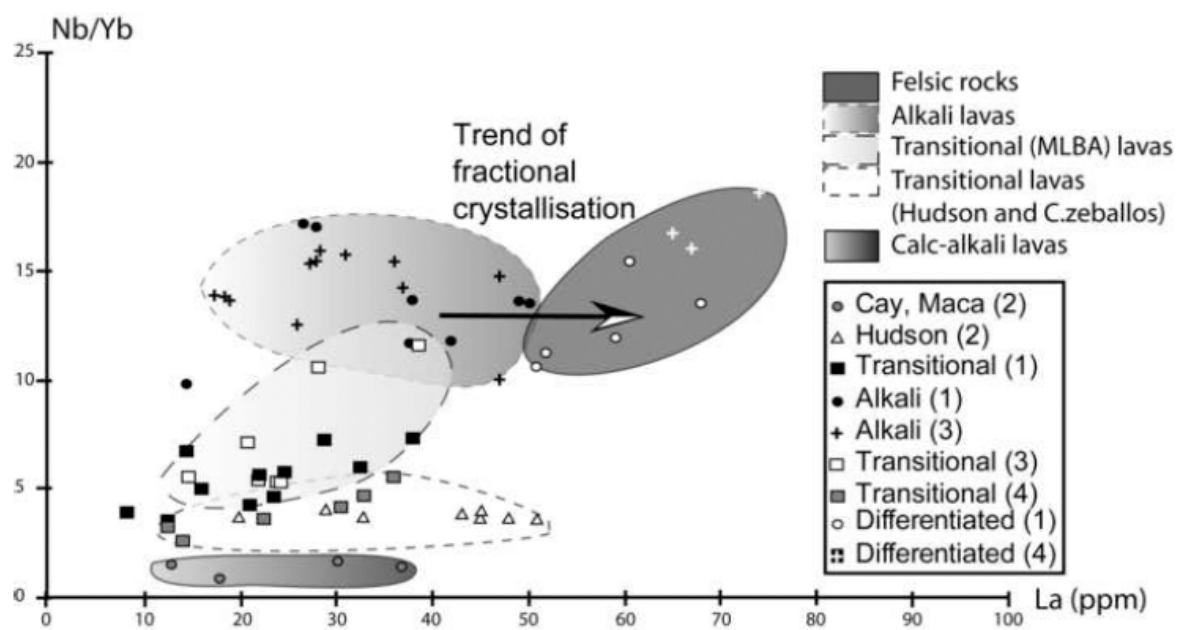 Nb/Yb
25
20
15
10
5
0
0
10
20
30
40
50
60
70
80
90
100
La (ppm)
Trend of
fractional
crystallisation
Felsic rocks
Alkali lavas
Transitional (MLBA) lavas
Transitional lavas
(Hudson and C.zeballos)
Calc-alkali lavas
Cay, Maca (2)
Hudson (2)
Transitional (1)
Alkali (1)
Alkali (3)
Transitional (3)
Transitional (4)
Differentiated (1)
Differentiated (4)